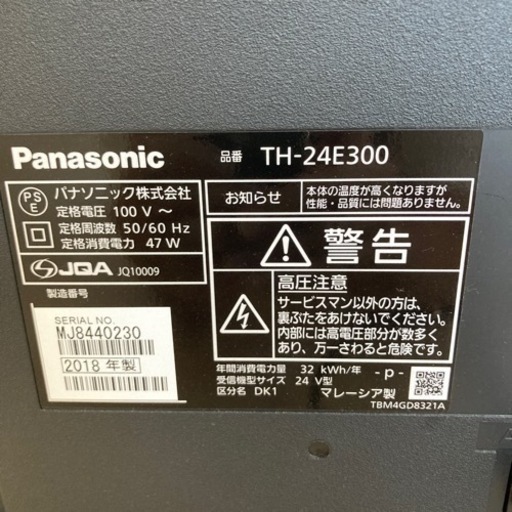 Panasonic 品番 TH-24E300
PS
E
パナソニック株式会社
定格電圧 100 V ～
定格周波数 50/60 Hz
定格消費電力 47 W
JQA JQ10009
製造番号
SERIAL NO.
MJ8440230
2018 年製
お知らせ
本体の温度が高くなりますが
性能・品質には問題ありません。
警告
高圧注意
サービスマン以外の方は、
裏ぶたをあけないでください。
内部には高電圧部分が数多く
あり、万一さわると危険です。
年間消費電力量 32 kWh/年
受信機型サイズ 24 V型
区分名 DK1
-p-
マレーシア製
TBM4GD8321A